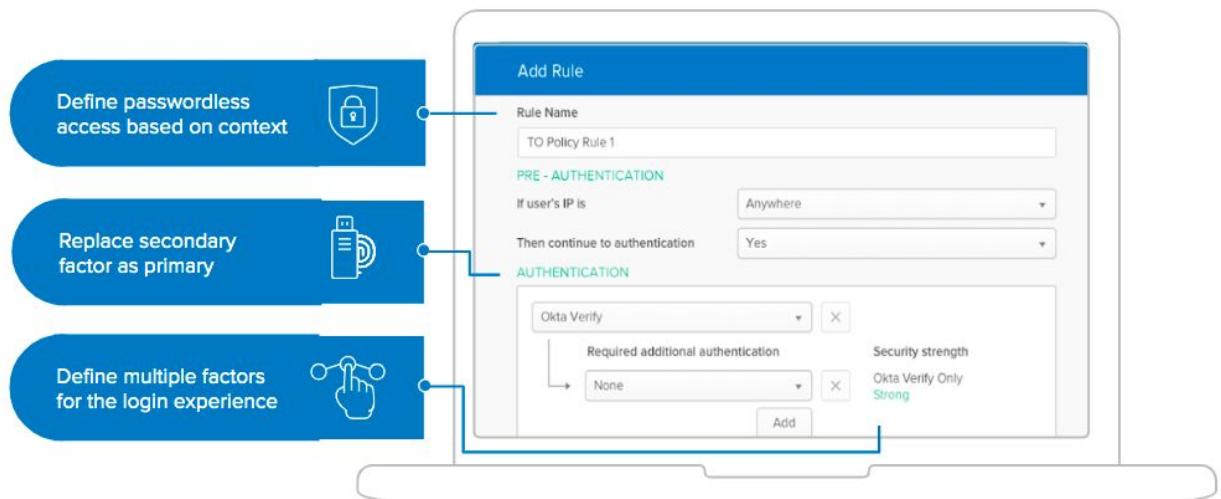 Define passwordless
access based on context
Replace secondary
factor as primary
Define multiple factors
for the login experience
Add Rule
Rule Name
TO Policy Rule 1
PRE - AUTHENTICATION
If user's IP is
Anywhere
Then continue to authentication
Yes
AUTHENTICATION
Okta Verify
Required additional authentication
Security strength
None
Okta Verify Only
Strong
Add